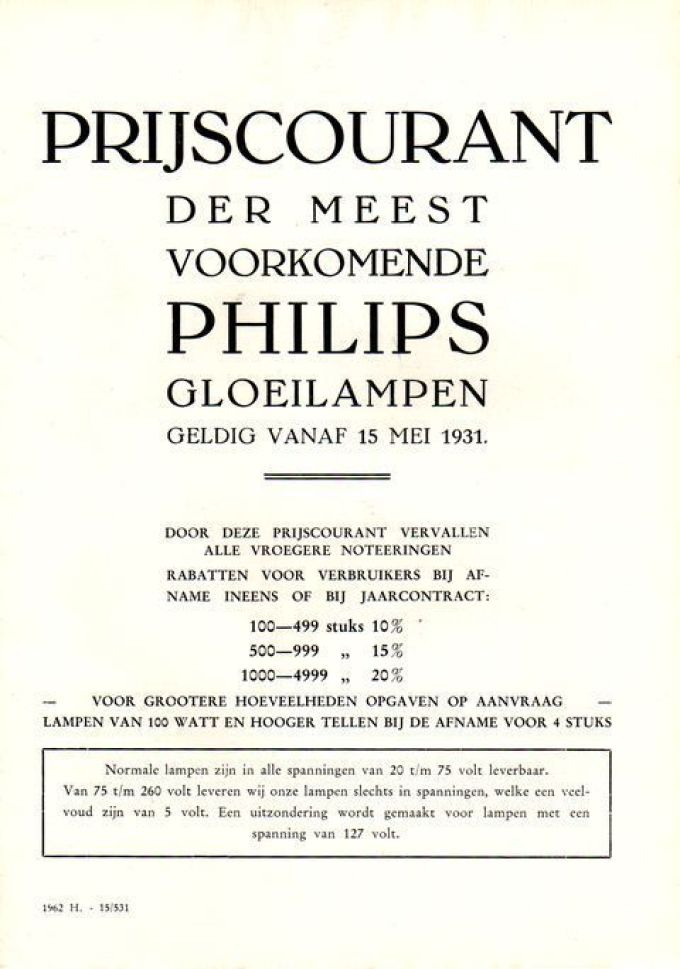 PRIJSCOURANT
DER MEEST
VOORKOMENDE
PHILIPS
GLOEILAMPEN
GELDIG VANAF 15 MEI 1931.
DOOR DEZE PRIJSCOURANT VERVALLEN
ALLE VROEGERE NOTEERINGEN
RABATTEN VOOR VERBRUIKERS BIJ AF-
NAME INEENS OF BIJ JAARCONTRACT:
100—499 stuks 10%
500—999 „ 15%
1000—4999 „ 20%
— VOOR GROOTERE HOEVEELHEDEN OPGAVEN OP AANVRAAG —
LAMPEN VAN 100 WATT EN HOOGER TELLEN BIJ DE AFNAME VOOR 4 STUKS
Normale lampen zijn in alle spanningen van 20 t/m 75 volt leverbaar.
Van 75 t/m 260 volt leveren wij onze lampen slechts in spanningen, welke een veel-
voud zijn van 5 volt. Een uitzondering wordt gemaakt voor lampen met een
spanning van 127 volt.
1962 H. - 15/531